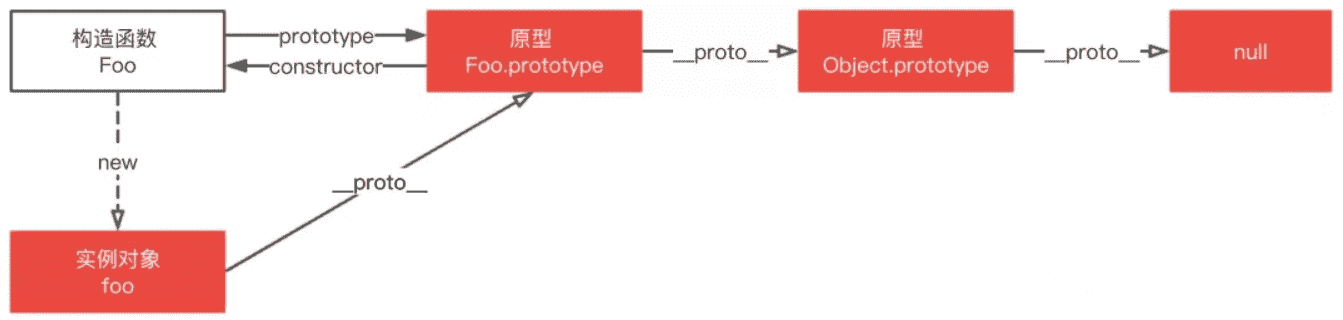 构造函数
Foo
prototype
constructor
原型
Foo.prototype
__proto__
原型
Object.prototype
__proto__
null
new
__proto__
实例对象
foo